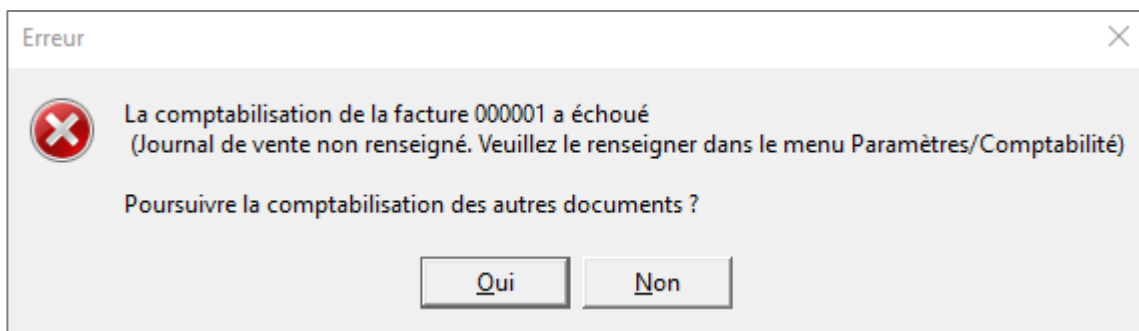 Erreur
La comptabilisation de la facture 000001 a échoué
(Journal de vente non renseigné. Veuillez le renseigner dans le menu Paramètres/Comptabilité)
Poursuivre la comptabilisation des autres documents ?
Oui
Non